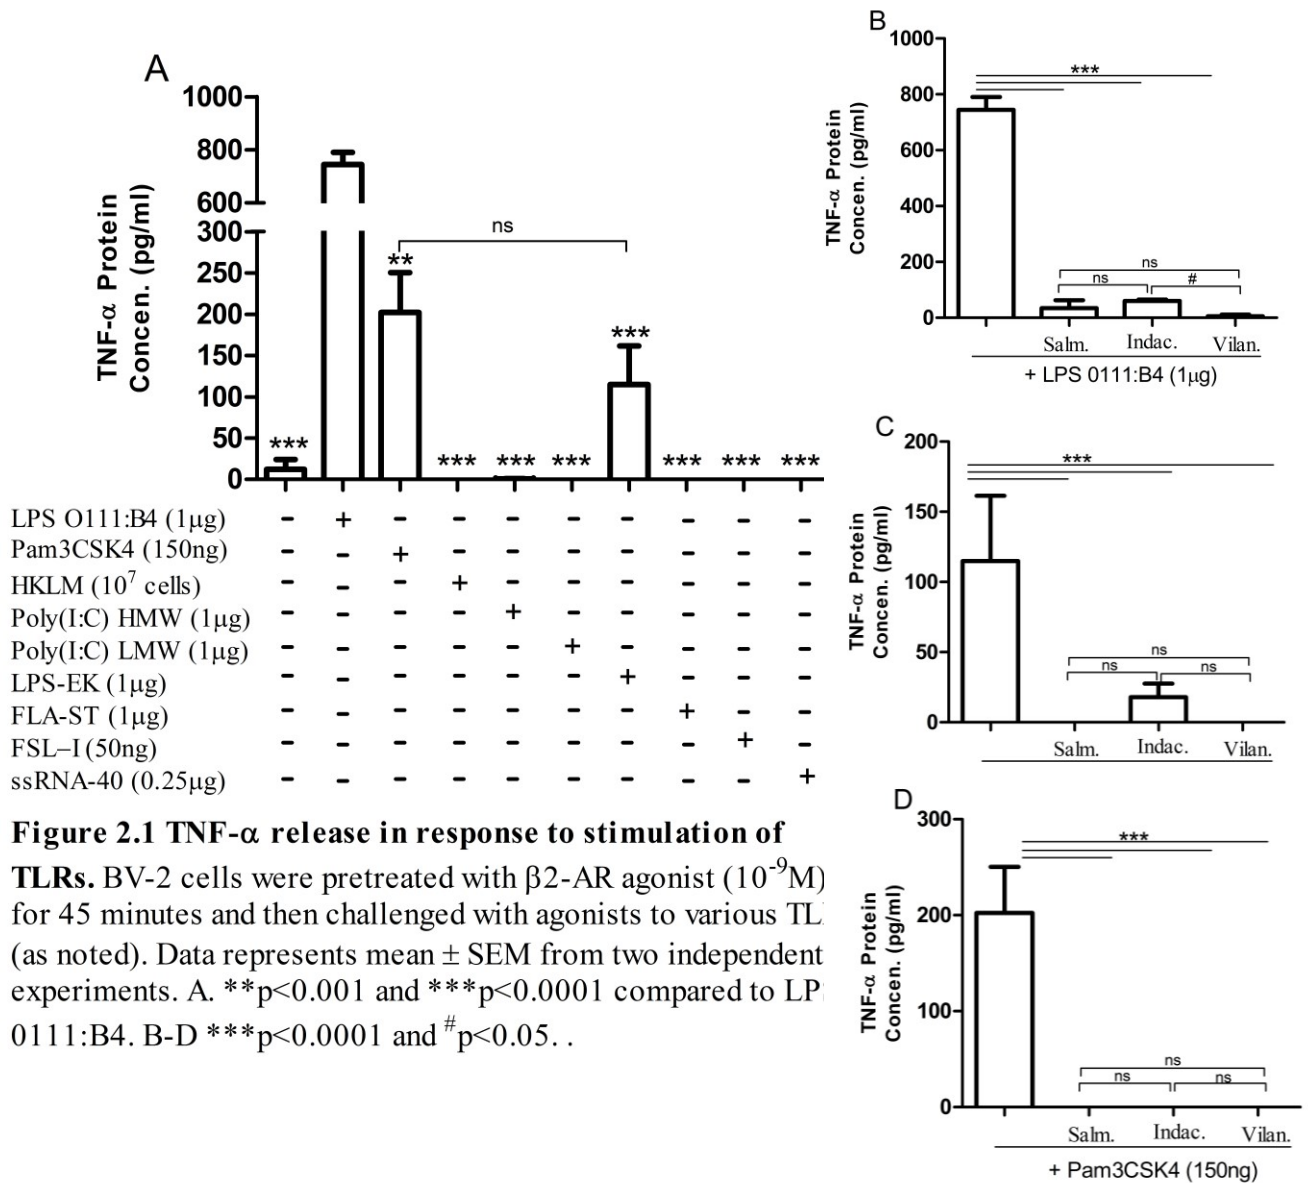 A
1000
800
600
300
250
200
150
100
50
0
TNF-α Protein
Concen. (pg/ml)
ns
**
***
***
*** *** *** *** *** ***
LPS O111:B4 (1μg) - + - - - - - - - -
Pam3CSK4 (150ng) - - + - - - - - - -
HKLM (10⁷ cells) - - - + - - - - - -
Poly(I:C) HMW (1μg) - - - - + - - - - -
Poly(I:C) LMW (1μg) - - - - - + - - - -
LPS-EK (1μg) - - - - - - + - - -
FLA-ST (1μg) - - - - - - - + - -
FSL–I (50ng) - - - - - - - - + -
ssRNA-40 (0.25μg) - - - - - - - - - +
Figure 2.1 TNF-α release in response to stimulation of
TLRs. BV-2 cells were pretreated with β2-AR agonist (10⁻⁹M)
for 45 minutes and then challenged with agonists to various TL
(as noted). Data represents mean ± SEM from two independent
experiments. A. **p<0.001 and ***p<0.0001 compared to LP
0111:B4. B-D ***p<0.0001 and #p<0.05. .
B
1000
800
600
400
200
0
TNF-α Protein
Concen. (pg/ml)
***
ns
ns #
Salm. Indac. Vilan.
+ LPS 0111:B4 (1μg)
C
200
150
100
50
0
TNF-α Protein
Concen. (pg/ml)
***
ns
ns ns
Salm. Indac. Vilan.
D
300
200
100
0
TNF-α Protein
Concen. (pg/ml)
***
ns
ns ns
Salm. Indac. Vilan.
+ Pam3CSK4 (150ng)